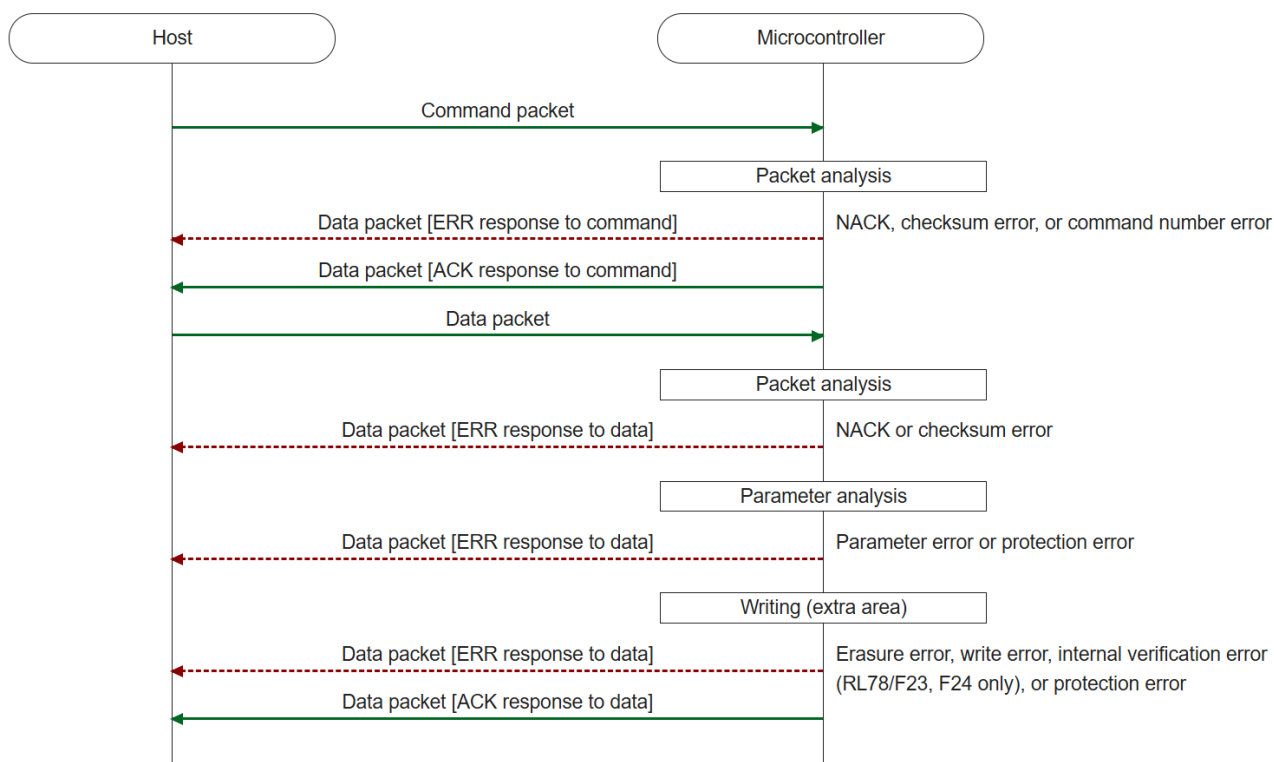 Host
Microcontroller
Command packet
Packet analysis
Data packet [ERR response to command]
NACK, checksum error, or command number error
Data packet [ACK response to command]
Data packet
Packet analysis
Data packet [ERR response to data]
NACK or checksum error
Parameter analysis
Data packet [ERR response to data]
Parameter error or protection error
Writing (extra area)
Data packet [ERR response to data]
Erasure error, write error, internal verification error
(RL78/F23, F24 only), or protection error
Data packet [ACK response to data]